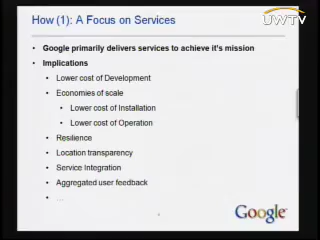 UWTV
How (1): A Focus on Services
• Google primarily delivers services to achieve it's mission
• Implications
• Lower cost of Development
• Economies of scale
• Lower cost of Installation
• Lower cost of Operation
• Resilience
• Location transparency
• Service Integration
• Aggregated user feedback
• ...
Google